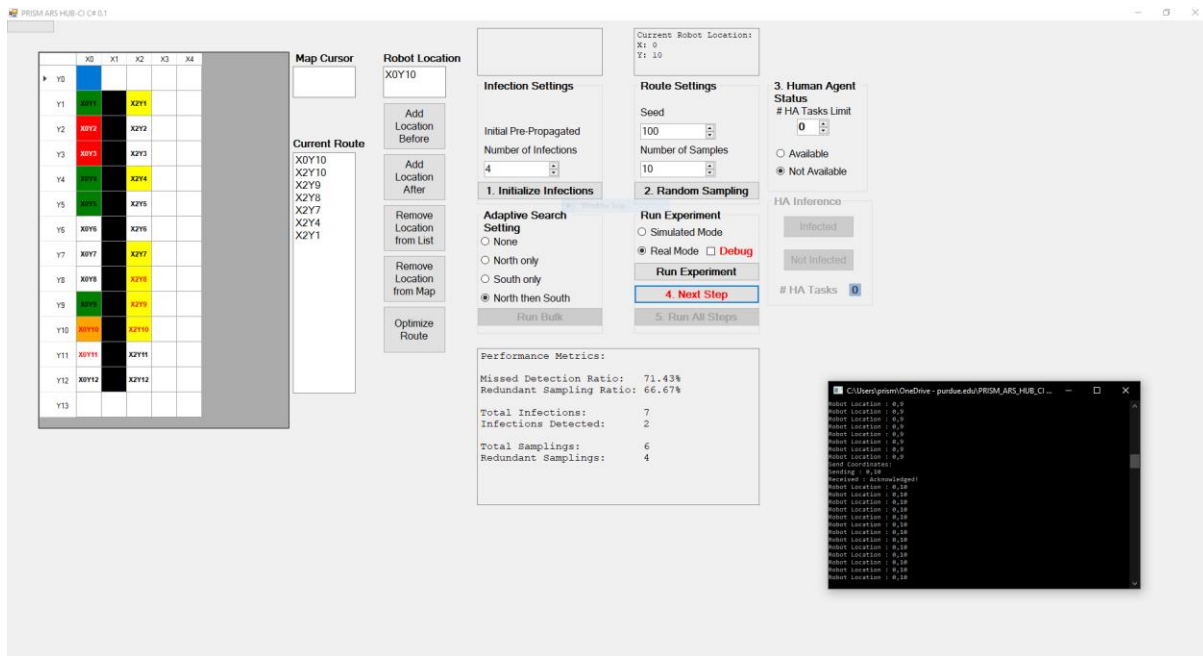 PRISM ARS HUB-CI C# 0.1
X0 X1 X2 X3 X4
Y0
Y1 X0Y1 X2Y1
Y2 X0Y2 X2Y2
Y3 X0Y3 X2Y3
Y4 X0Y4 X2Y4
Y5 X0Y5 X2Y5
Y6 X0Y6 X2Y6
Y7 X0Y7 X2Y7
Y8 X0Y8 X2Y8
Y9 X0Y9 X2Y9
Y10 X0Y10 X2Y10
Y11 X0Y11 X2Y11
Y12 X0Y12 X2Y12
Y13
Map Cursor
Current Route
X0Y10
X2Y10
X2Y9
X2Y8
X2Y7
X2Y4
X2Y1
Robot Location
X0Y10
Add
Location
Before
Add
Location
After
Remove
Location
from List
Remove
Location
from Map
Optimize
Route
Infection Settings
Initial Pre-Propagated
Number of Infections
4
1. Initialize Infections
Adaptive Search
Setting
None
North only
South only
North then South
Run Bulk
Current Robot Location:
X: 0
Y: 10
Route Settings
Seed
100
Number of Samples
10
2. Random Sampling
Run Experiment
Simulated Mode
Real Mode Debug
Run Experiment
4. Next Step
5. Run All Steps
3. Human Agent
Status
# HA Tasks Limit
0
Available
Not Available
HA Inference
Infected
Not Infected
# HA Tasks 0
Performance Metrics:
Missed Detection Ratio: 71.43%
Redundant Sampling Ratio: 66.67%
Total Infections: 7
Infections Detected: 2
Total Samplings: 6
Redundant Samplings: 4
C:\Users\prism\OneDrive - purdue.edu\PRISM_ARS_HUB_CI ...
Robot Location : 0,9
Robot Location : 0,9
Robot Location : 0,9
Robot Location : 0,9
Robot Location : 0,9
Robot Location : 0,9
Robot Location : 0,9
Robot Location : 0,9
Send Coordinates:
Sending : 0,10
Received : Acknowledged!
Robot Location : 0,10
Robot Location : 0,10
Robot Location : 0,10
Robot Location : 0,10
Robot Location : 0,10
Robot Location : 0,10
Robot Location : 0,10
Robot Location : 0,10
Robot Location : 0,10
Robot Location : 0,10
Robot Location : 0,10
Robot Location : 0,10
Robot Location : 0,10